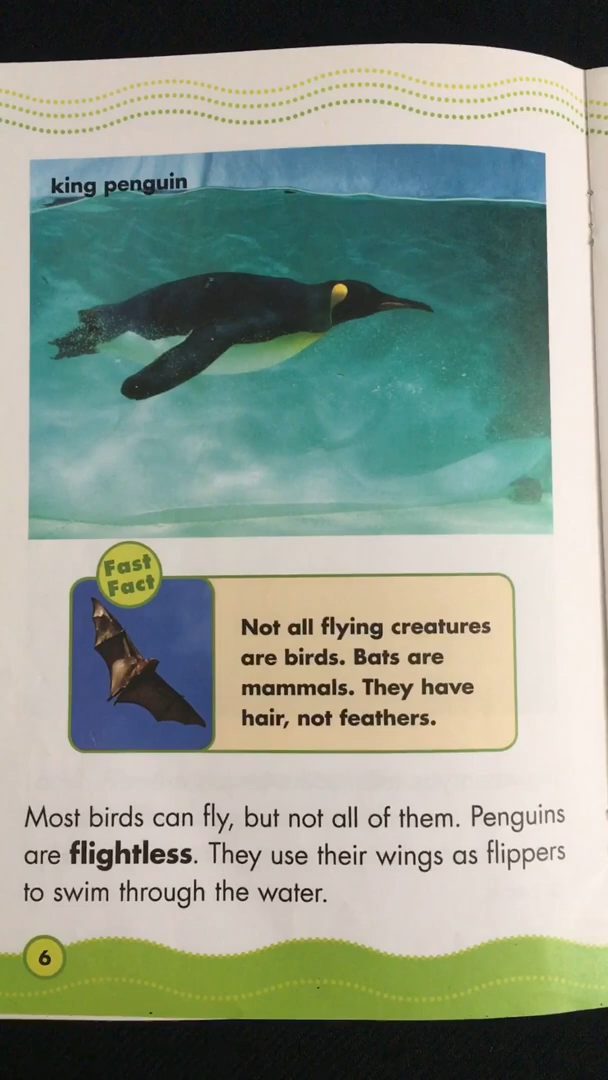 king penguin
Fast
Fact
Not all flying creatures
are birds. Bats are
mammals. They have
hair, not feathers.
Most birds can fly, but not all of them. Penguins
are flightless. They use their wings as flippers
to swim through the water.
6